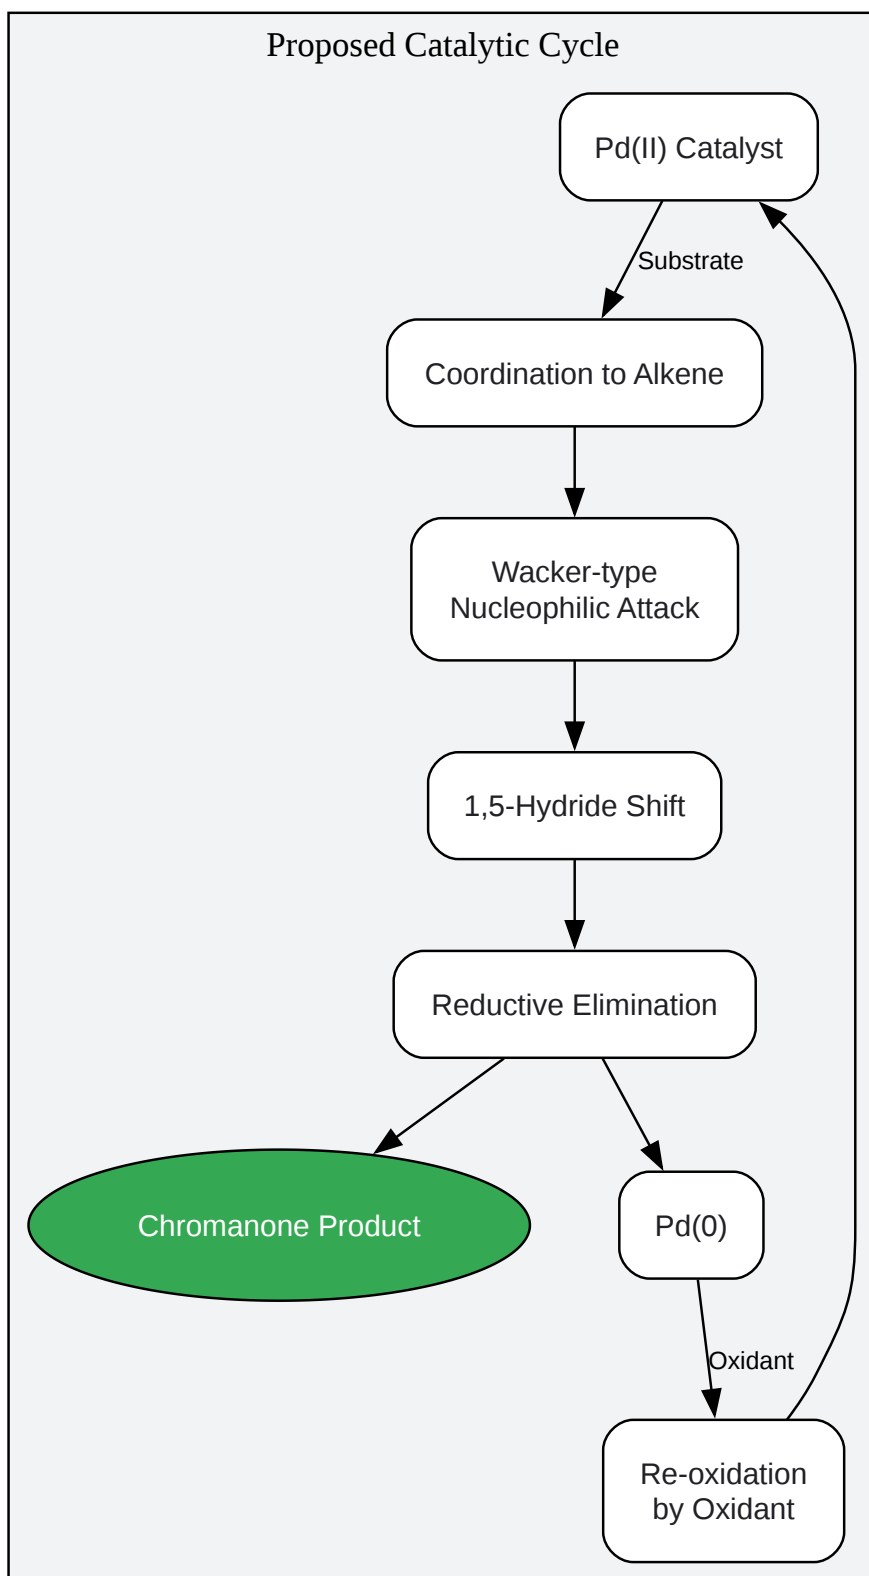 Proposed Catalytic Cycle
Pd(II) Catalyst
Substrate
Coordination to Alkene
Wacker-type
Nucleophilic Attack
1,5-Hydride Shift
Reductive Elimination
Chromanone Product
Pd(0)
Oxidant
Re-oxidation
by Oxidant